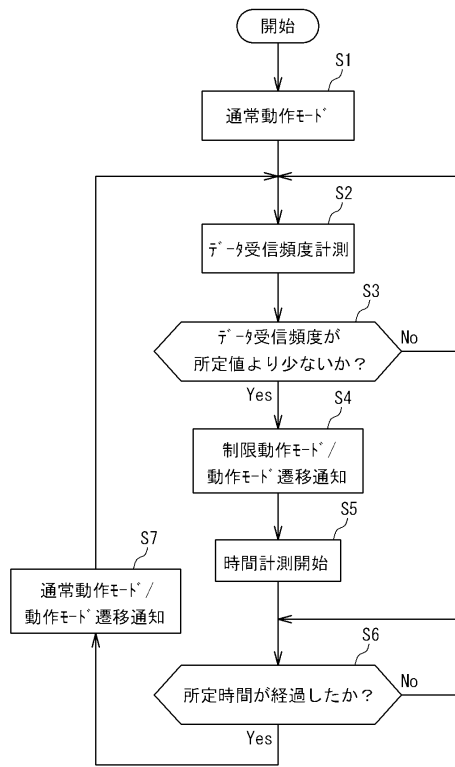 開始
S1
通常動作ﾓｰﾄﾞ
S2
ﾃﾞｰﾀ受信頻度計測
S3
ﾃﾞｰﾀ受信頻度が
所定値より少ないか？
No
Yes
S4
制限動作ﾓｰﾄﾞ/
動作ﾓｰﾄﾞ遷移通知
S5
時間計測開始
S7
通常動作ﾓｰﾄﾞ/
動作ﾓｰﾄﾞ遷移通知
S6
所定時間が経過したか？
No
Yes